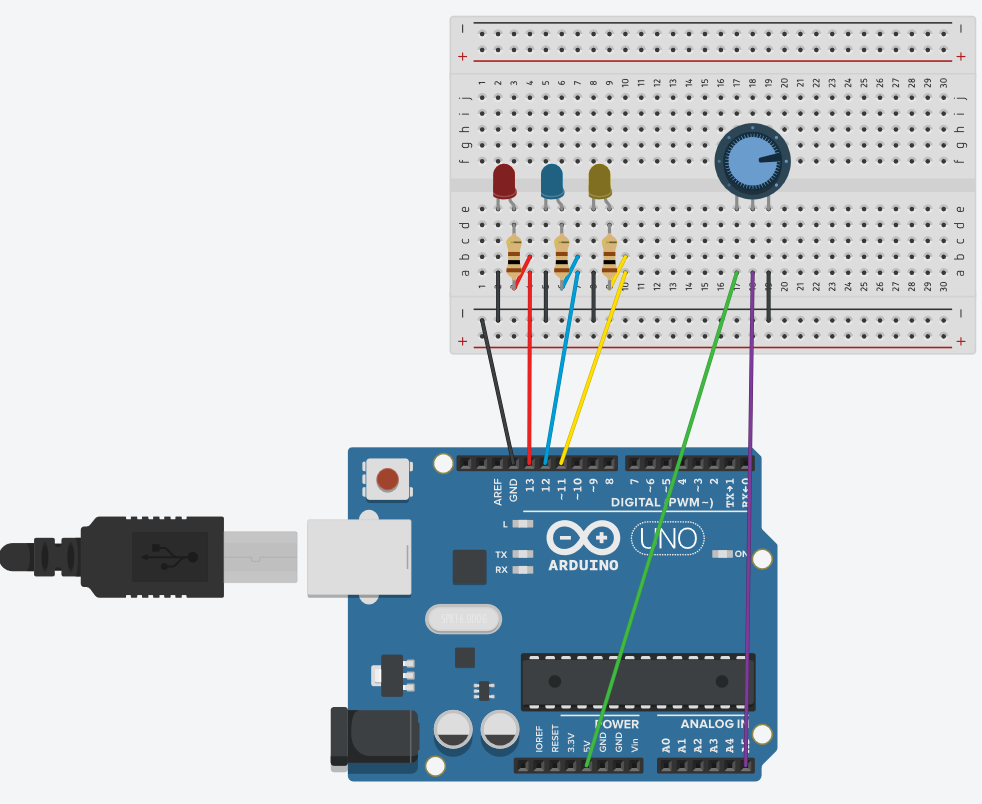 − −
+ +
1 2 3 4 5 6 7 8 9 10 11 12 13 14 15 16 17 18 19 20 21 22 23 24 25 26 27 28 29 30
j j
i i
h h
g g
f f
e e
d d
c c
b b
a a
1 2 3 4 5 6 7 8 9 10 11 12 13 14 15 16 17 18 19 20 21 22 23 24 25 26 27 28 29 30
− −
+ +
AREF GND 13 12 ~11 ~10 ~9 8 7 ~6 ~5 4 ~3 2 TX→1 RX←0
DIGITAL (PWM~)
L
TX
RX
UNO
ON
ARDUINO
POWER ANALOG IN
IOREF RESET 3.3V 5V GND GND Vin A0 A1 A2 A3 A4 A5